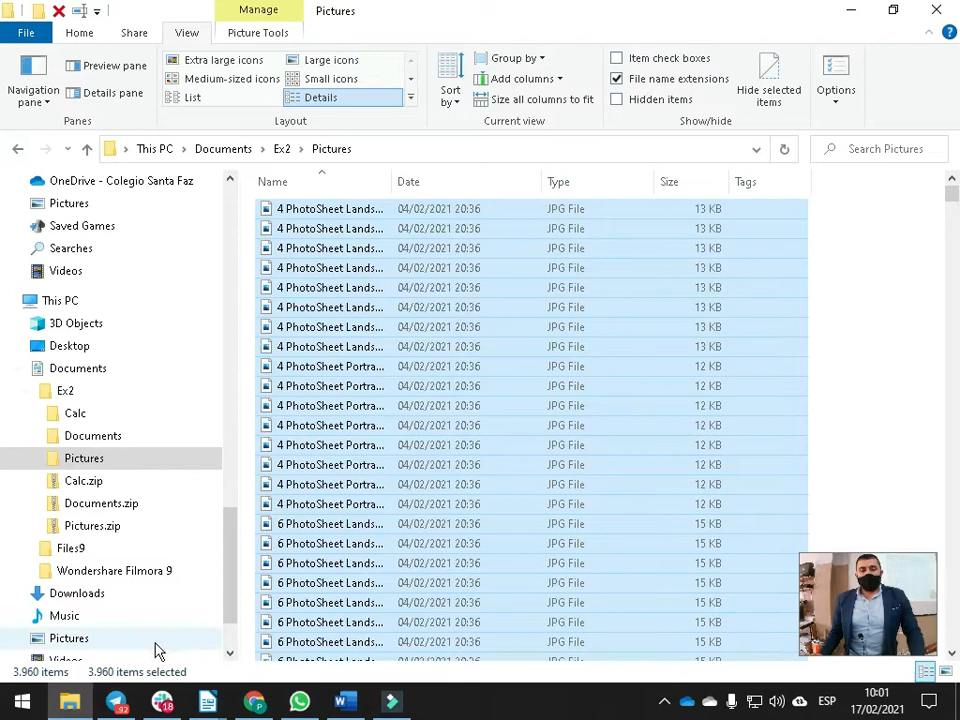 Manage
Pictures
File
Home
Share
View
Picture Tools
Navigation pane
Preview pane
Details pane
Panes
Extra large icons
Large icons
Medium-sized icons
Small icons
List
Details
Layout
Sort by
Group by
Add columns
Size all columns to fit
Current view
Item check boxes
File name extensions
Hidden items
Hide selected items
Show/hide
Options
This PC
Documents
Ex2
Pictures
Search Pictures
OneDrive - Colegio Santa Faz
Pictures
Saved Games
Searches
Videos
This PC
3D Objects
Desktop
Documents
Ex2
Calc
Documents
Pictures
Calc.zip
Documents.zip
Pictures.zip
Files9
Wondershare Filmora 9
Downloads
Music
Pictures
Videos
Name Date Type Size Tags
4 PhotoSheet Lands... 04/02/2021 20:36 JPG File 13 KB
4 PhotoSheet Lands... 04/02/2021 20:36 JPG File 13 KB
4 PhotoSheet Lands... 04/02/2021 20:36 JPG File 13 KB
4 PhotoSheet Lands... 04/02/2021 20:36 JPG File 13 KB
4 PhotoSheet Lands... 04/02/2021 20:36 JPG File 13 KB
4 PhotoSheet Lands... 04/02/2021 20:36 JPG File 13 KB
4 PhotoSheet Lands... 04/02/2021 20:36 JPG File 13 KB
4 PhotoSheet Lands... 04/02/2021 20:36 JPG File 13 KB
4 PhotoSheet Portra... 04/02/2021 20:36 JPG File 12 KB
4 PhotoSheet Portra... 04/02/2021 20:36 JPG File 12 KB
4 PhotoSheet Portra... 04/02/2021 20:36 JPG File 12 KB
4 PhotoSheet Portra... 04/02/2021 20:36 JPG File 12 KB
4 PhotoSheet Portra... 04/02/2021 20:36 JPG File 12 KB
4 PhotoSheet Portra... 04/02/2021 20:36 JPG File 12 KB
4 PhotoSheet Portra... 04/02/2021 20:36 JPG File 12 KB
4 PhotoSheet Portra... 04/02/2021 20:36 JPG File 12 KB
6 PhotoSheet Lands... 04/02/2021 20:36 JPG File 15 KB
6 PhotoSheet Lands... 04/02/2021 20:36 JPG File 15 KB
6 PhotoSheet Lands... 04/02/2021 20:36 JPG File 15 KB
6 PhotoSheet Lands... 04/02/2021 20:36 JPG File 15 KB
6 PhotoSheet Lands... 04/02/2021 20:36 JPG File 15 KB
6 PhotoSheet Lands... 04/02/2021 20:36 JPG File 15 KB
6 PhotoSheet Lands... 04/02/2021 20:36 JPG File 15 KB
3.960 items 3.960 items selected
92
18
ESP
10:01
17/02/2021